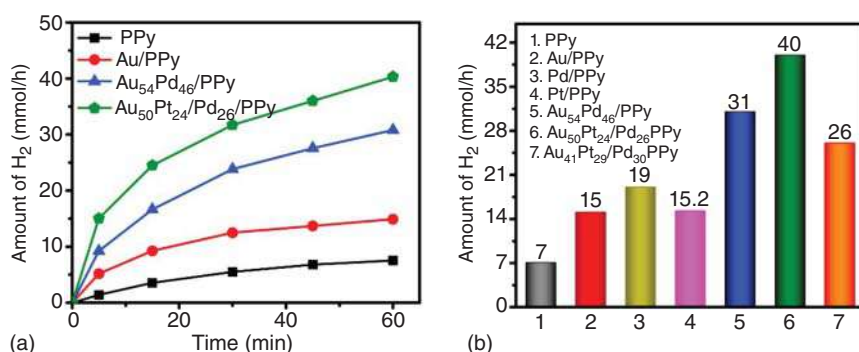 50
40
30
20
10
0
Amount of H₂ (mmol/h)
PPy
Au/PPy
Au₅₄Pd₄₆/PPy
Au₅₀Pt₂₄/Pd₂₆/PPy
0 20 40 60
Time (min)
(a)
42
36
28
21
14
7
0
Amount of H₂ (mmol/h)
1. PPy
2. Au/PPy
3. Pd/PPy
4. Pt/PPy
5. Au₅₄Pd₄₆/PPy
6. Au₅₀Pt₂₄/Pd₂₆PPy
7. Au₄₁Pt₂₉/Pd₃₀PPy
7 15 19 15.2 31 40 26
1 2 3 4 5 6 7
(b)